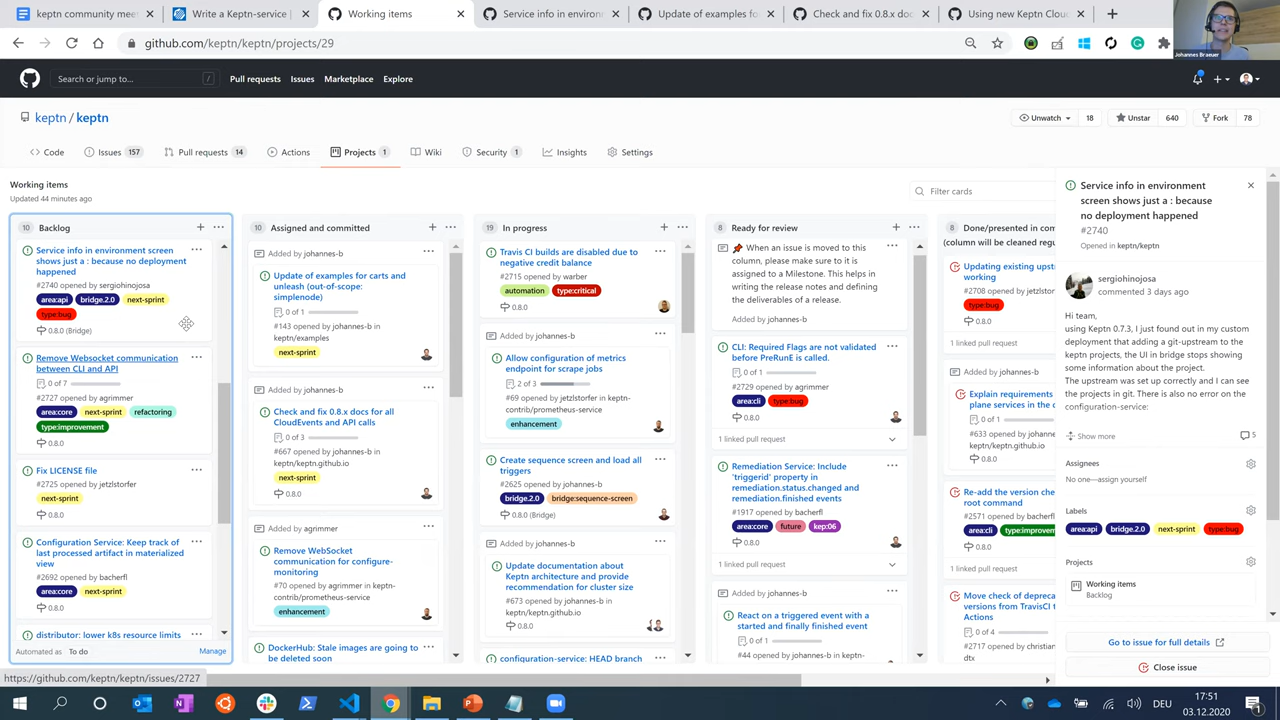 keptn community mee
Write a Keptn-service
Working items
Service info in environm
Update of examples for
Check and fix 0.8.x doc
Using new Keptn Clou
Johannes Braeuer
github.com/keptn/keptn/projects/29
Search or jump to...
/
Pull requests
Issues
Marketplace
Explore
keptn / keptn
Unwatch
18
Unstar
640
Fork
78
Code
Issues 157
Pull requests 14
Actions
Projects 1
Wiki
Security 1
Insights
Settings
Working items
Updated 44 minutes ago
Filter cards
10 Backlog
Service info in environment screen
shows just a : because no deployment
happened
#2740 opened by sergiohinojosa
area:api
bridge.2.0
next-sprint
type:bug
0.8.0 (Bridge)
Remove Websocket communication
between CLI and API
0 of 7
#2727 opened by agrimmer
area:core
next-sprint
refactoring
type:improvement
0.8.0
Fix LICENSE file
#2725 opened by jetzlstorfer
next-sprint
0.8.0
Configuration Service: Keep track of
last processed artifact in materialized
view
#2692 opened by bacherfl
area:core
next-sprint
0.8.0
distributor: lower k8s resource limits
Automated as To do
Manage
10 Assigned and committed
Added by johannes-b
Update of examples for carts and
unleash (out-of-scope:
simplenode)
0 of 1
#143 opened by johannes-b in
keptn/examples
next-sprint
Added by johannes-b
Check and fix 0.8.x docs for all
CloudEvents and API calls
0 of 3
#667 opened by johannes-b in
keptn/keptn.github.io
next-sprint
0.8.0
Added by agrimmer
Remove WebSocket
communication for configure-
monitoring
#70 opened by agrimmer in keptn-
contrib/prometheus-service
enhancement
DockerHub: Stale images are going to
be deleted soon
19 In progress
Travis CI builds are disabled due to
negative credit balance
#2715 opened by warber
automation
type:critical
0.8.0
Added by johannes-b
Allow configuration of metrics
endpoint for scrape jobs
2 of 3
#69 opened by jetzlstorfer in keptn-
contrib/prometheus-service
enhancement
Create sequence screen and load all
triggers
#2625 opened by johannes-b
bridge.2.0
bridge:sequence-screen
0.8.0 (Bridge)
Added by johannes-b
Update documentation about
Keptn architecture and provide
recommendation for cluster size
#673 opened by johannes-b in
keptn/keptn.github.io
0.8.0
configuration-service: HEAD branch
8 Ready for review
When an issue is moved to this
column, please make sure it is
assigned to a Milestone. This helps in
writing the release notes and defining
the deliverables of a release.
Added by johannes-b
CLI: Required Flags are not validated
before PreRunE is called.
0 of 1
#2729 opened by agrimmer
area:cli
type:bug
0.8.0
1 linked pull request
Remediation Service: Include
'triggerid' property in
remediation.status.changed and
remediation.finished events
#1917 opened by bacherfl
area:core
future
kep:06
0.8.0
1 linked pull request
Added by johannes-b
React on a triggered event with a
started and finally finished event
0 of 1
#44 opened by johannes-b in keptn-
8 Done/presented in com
(column will be cleaned regu
Updating existing upst
working
#2708 opened by jetzlstor
type:bug
0.8.0
1 linked pull request
Added by johannes-b
Explain requirements
plane services in the c
0 of 1
#633 opened by johanne
keptn/keptn.github.io
0.8.0
Re-add the version che
root command
#2571 opened by bacherf
area:cli
type:improvem
0.8.0
1 linked pull request
Move check of depreca
versions from TravisCI t
Actions
0 of 4
#2717 opened by christian
dtx
Service info in environment
screen shows just a : because
no deployment happened
#2740
Opened in keptn/keptn
sergiohinojosa
commented 3 days ago
Hi team,
using Keptn 0.7.3, I just found out in my custom
deployment that adding a git-upstream to the
keptn projects, the UI in bridge stops showing
some information about the project.
The upstream was set up correctly and I can see
the projects in git. There is also no error on the
configuration-service:
Show more
5
Assignees
No one—assign yourself
Labels
area:api
bridge.2.0
next-sprint
type:bug
Projects
Working items
Backlog
Go to issue for full details
Close issue
https://github.com/keptn/keptn/issues/2727
DEU
17:51
03.12.2020
1